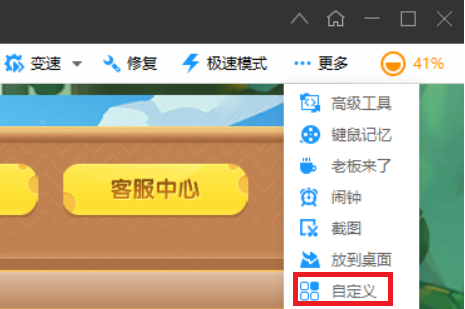 变速 修复 极速模式 更多 41%
高级工具
键鼠记忆
客服中心
老板来了
闹钟
截图
放到桌面
自定义